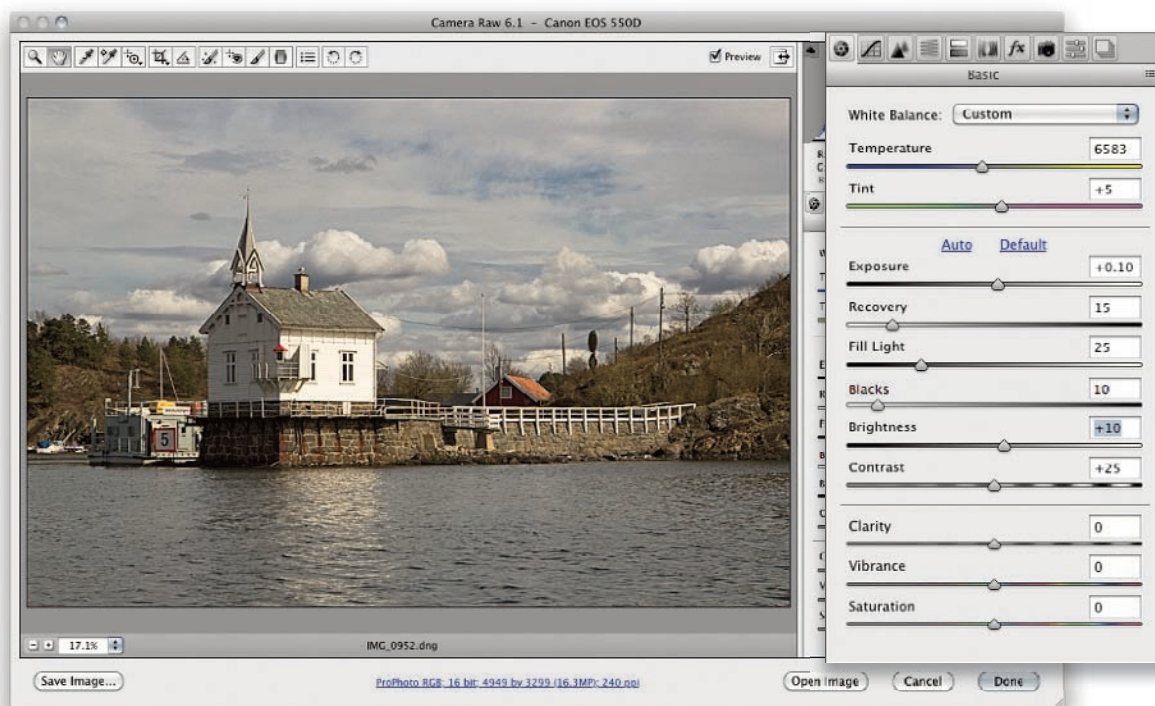 Camera Raw 6.1 – Canon EOS 550D
Preview
Basic
White Balance: Custom
Temperature 6583
Tint +5
Auto Default
Exposure +0.10
Recovery 15
Fill Light 25
Blacks 10
Brightness +10
Contrast +25
Clarity 0
Vibrance 0
Saturation 0
5
17.1%
IMG_0952.dng
Save Image...
ProPhoto RGB; 16 bit; 4949 by 3299 (16.3MP); 240 ppi
Open Image
Cancel
Done